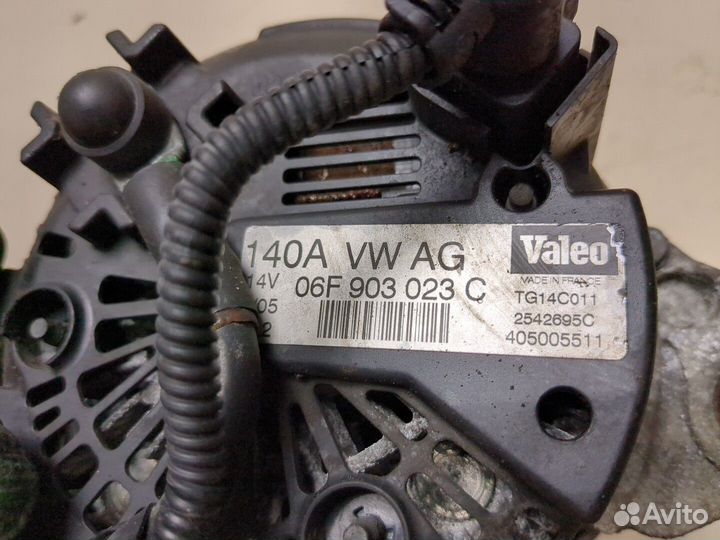 140A VW AG
14V 06F 903 023 C
Valeo
MADE IN FRANCE
TG14C011
2542695C
405005511
Avito